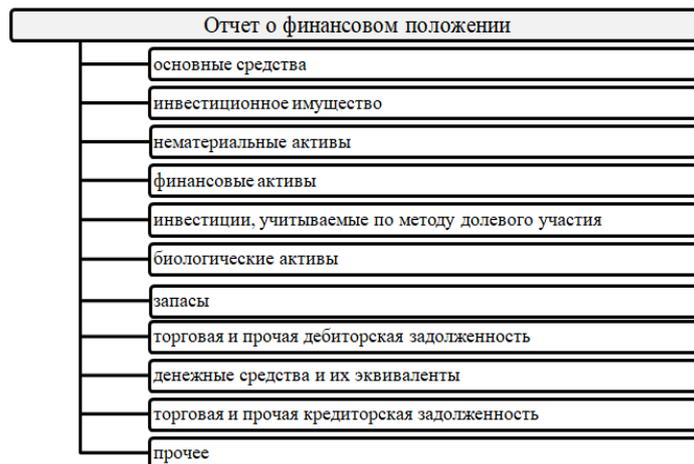 Отчет о финансовом положении
основные средства
инвестиционное имущество
нематериальные активы
финансовые активы
инвестиции, учитываемые по методу долевого участия
биологические активы
запасы
торговая и прочая дебиторская задолженность
денежные средства и их эквиваленты
торговая и прочая кредиторская задолженность
прочее